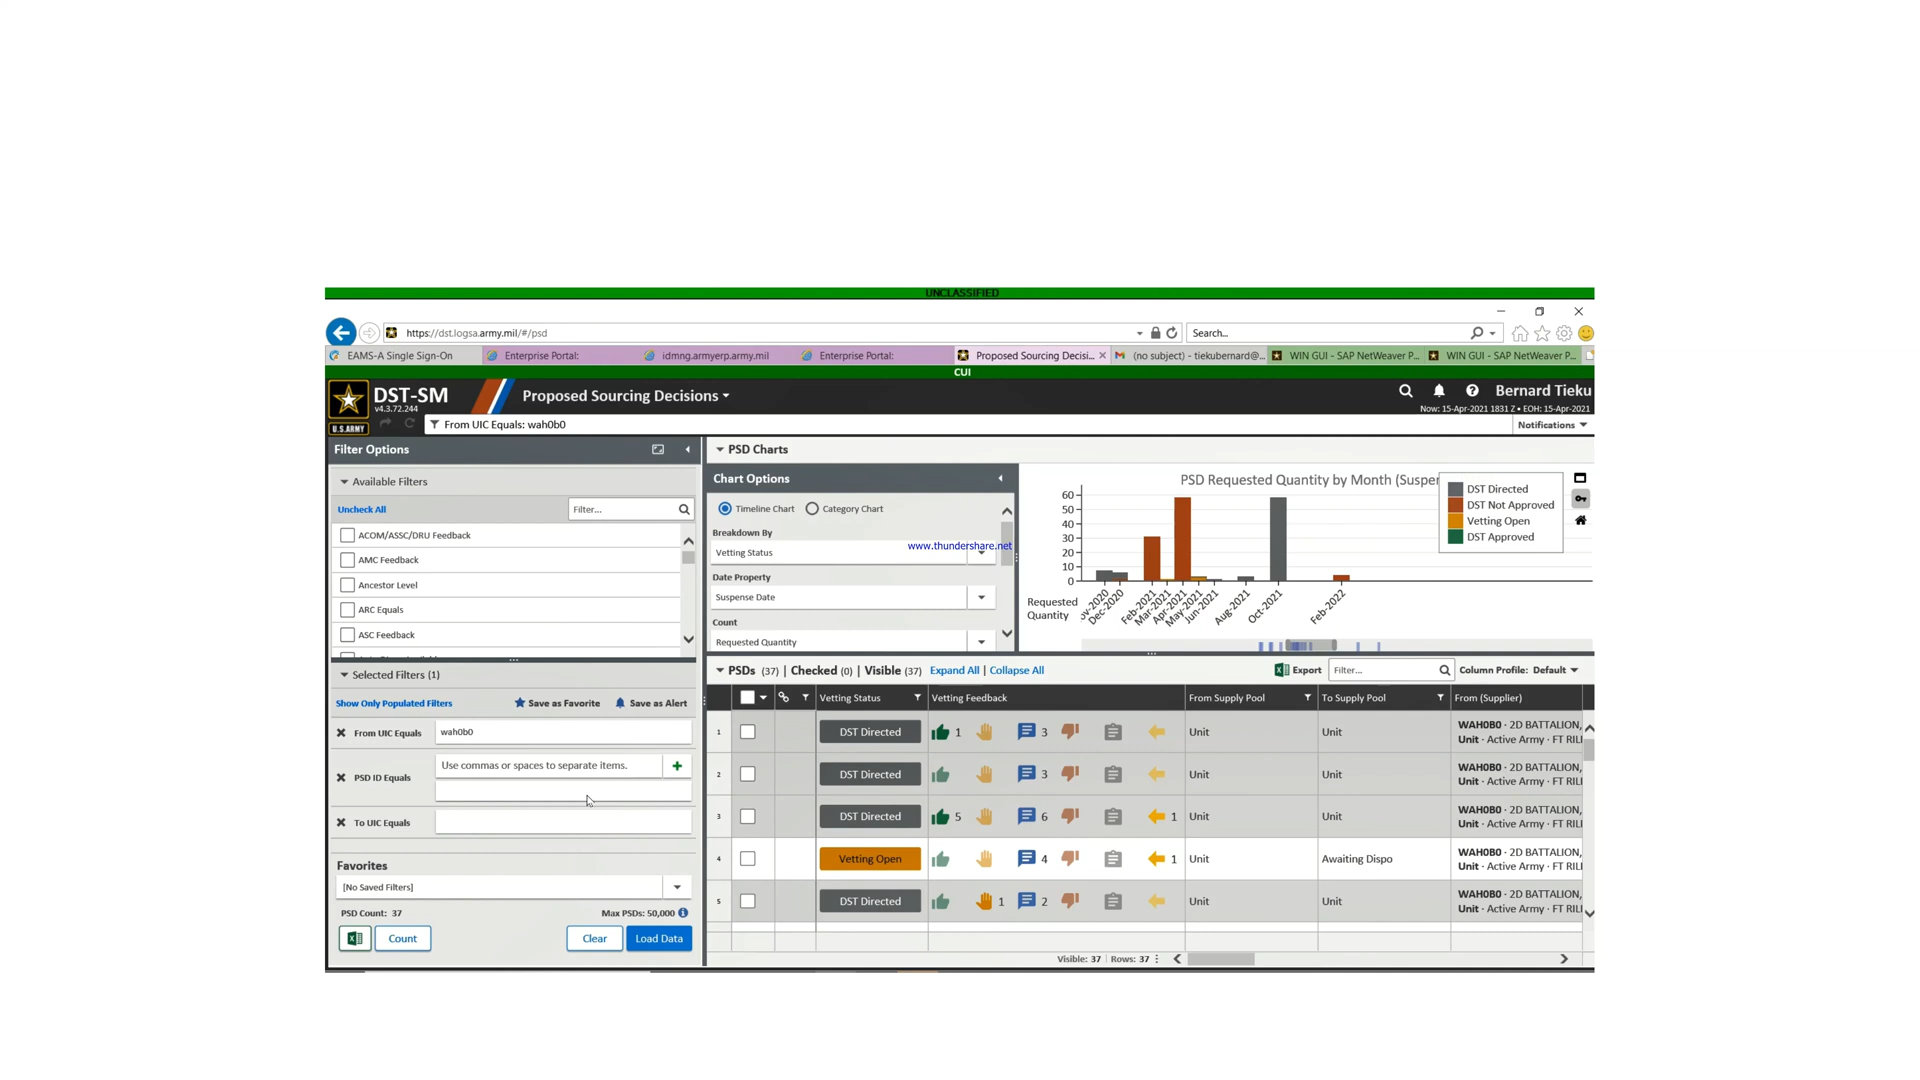 UNCLASSIFIED
https://dst.logsa.army.mil/#/psd
Search...
EAMS-A Single Sign-On
Enterprise Portal:
idmng.armyerp.army.mil
Enterprise Portal:
Proposed Sourcing Decisi...
(no subject) - tiekubernard@...
WIN GUI - SAP NetWeaver P...
WIN GUI - SAP NetWeaver P...
CUI
DST-SM
v4.3.72.244
U.S.ARMY
Proposed Sourcing Decisions
Bernard Tieku
Now: 15-Apr-2021 1831 Z • EOH: 15-Apr-2021
From UIC Equals: wah0b0
Notifications
Filter Options
Available Filters
Uncheck All
Filter...
ACOM/ASSC/DRU Feedback
AMC Feedback
Ancestor Level
ARC Equals
ASC Feedback
Selected Filters (1)
Show Only Populated Filters
Save as Favorite
Save as Alert
From UIC Equals
wah0b0
PSD ID Equals
Use commas or spaces to separate items.
To UIC Equals
Favorites
[No Saved Filters]
PSD Count: 37
Max PSDs: 50,000
Count
Clear
Load Data
PSD Charts
Chart Options
Timeline Chart
Category Chart
Breakdown By
www.thundershare.net
Vetting Status
Date Property
Suspense Date
Count
Requested Quantity
PSD Requested Quantity by Month (Susper
DST Directed
DST Not Approved
Vetting Open
DST Approved
60
50
40
30
20
10
0
Requested
Quantity
Dec-2020
Feb-2021
Mar-2021
Apr-2021
May-2021
Jun-2021
Aug-2021
Oct-2021
Feb-2022
PSDs (37) | Checked (0) | Visible (37)
Expand All | Collapse All
Export
Filter...
Column Profile: Default
Vetting Status
Vetting Feedback
From Supply Pool
To Supply Pool
From (Supplier)
1 DST Directed 1 3 Unit Unit WAH0B0 · 2D BATTALION,
Unit · Active Army · FT RIL
2 DST Directed 3 Unit Unit WAH0B0 · 2D BATTALION,
Unit · Active Army · FT RIL
3 DST Directed 5 6 1 Unit Unit WAH0B0 · 2D BATTALION,
Unit · Active Army · FT RIL
4 Vetting Open 4 1 Unit Awaiting Dispo WAH0B0 · 2D BATTALION,
Unit · Active Army · FT RIL
5 DST Directed 1 2 Unit Unit WAH0B0 · 2D BATTALION,
Unit · Active Army · FT RIL
Visible: 37 | Rows: 37